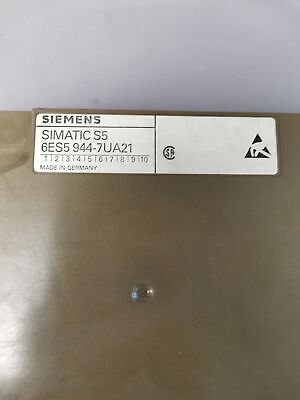 SIEMENS
SIMATIC S5
6ES5 944-7UA21
1|2|3|4|5|6|7|8|9|10
MADE IN GERMANY